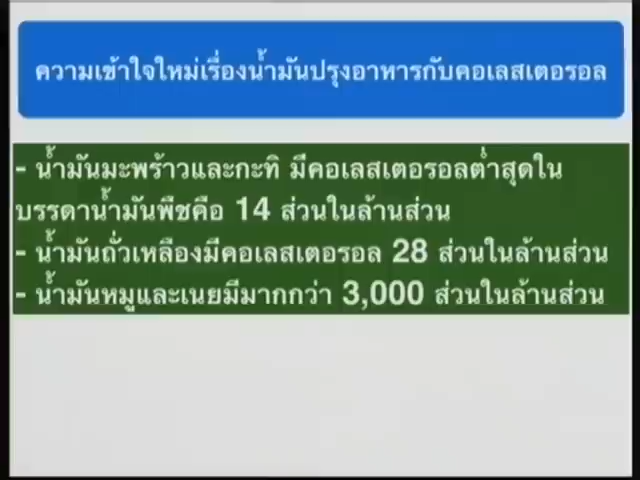 ความเข้าใจใหม่เรื่องน้ำมันปรุงอาหารกับคอเลสเตอรอล
- น้ำมันมะพร้าวและกะทิ มีคอเลสเตอรอลต่ำสุดใน
บรรดาน้ำมันพืชคือ 14 ส่วนในล้านส่วน
- น้ำมันถั่วเหลืองมีคอเลสเตอรอล 28 ส่วนในล้านส่วน
- น้ำมันหมูและเนยมีมากกว่า 3,000 ส่วนในล้านส่วน